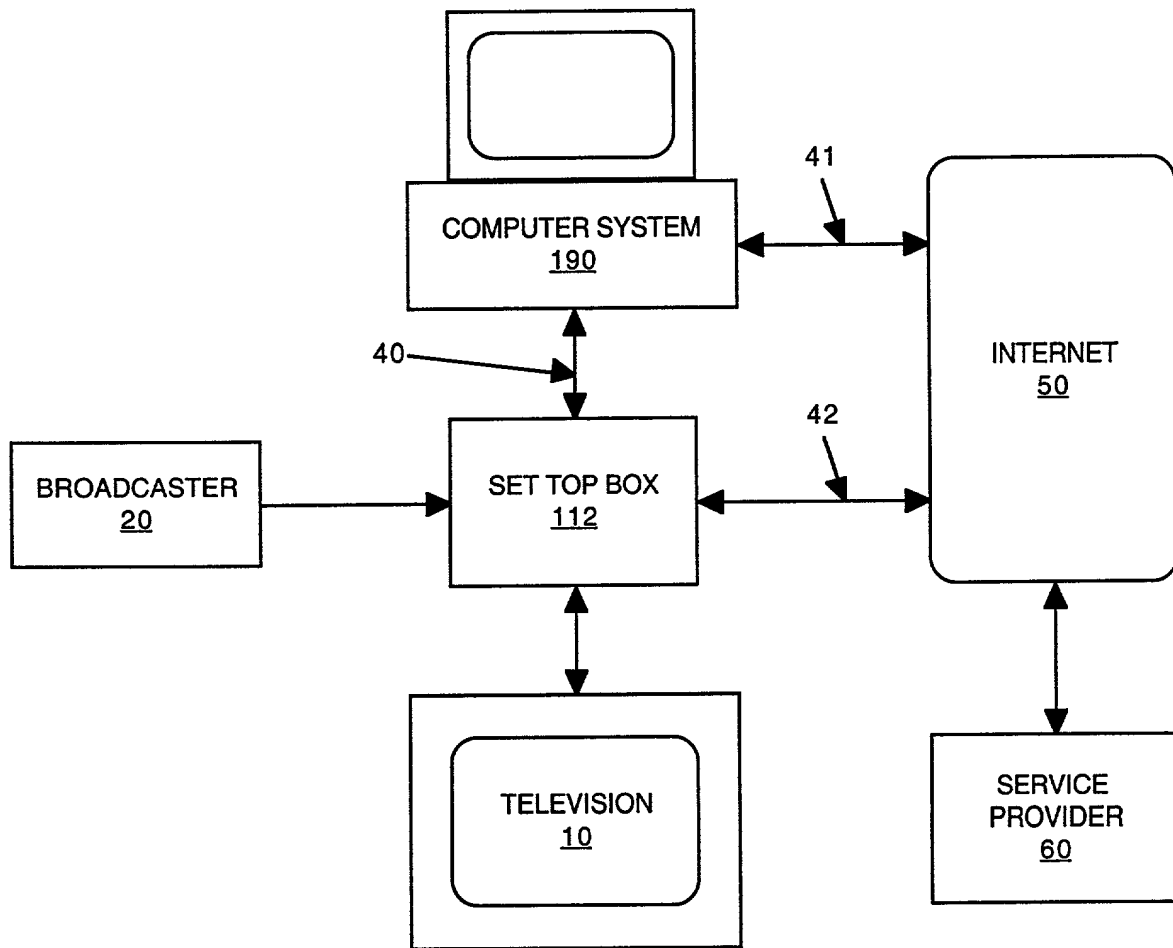 41
COMPUTER SYSTEM
190
40
INTERNET
50
42
BROADCASTER
20
SET TOP BOX
112
TELEVISION
10
SERVICE
PROVIDER
60